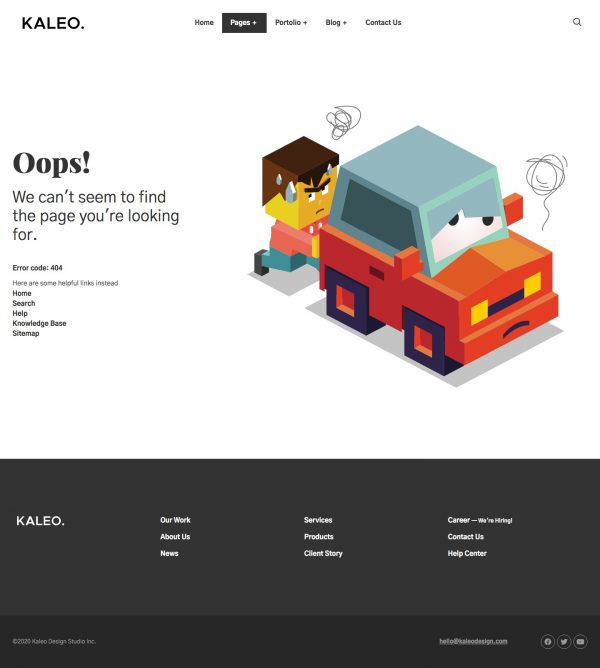 KALEO.
Home Pages + Portolio + Blog + Contact Us
Oops!
We can't seem to find
the page you're looking
for.
Error code: 404
Here are some helpful links instead
Home
Search
Help
Knowledge Base
Sitemap
KALEO.
Our Work
About Us
News
Services
Products
Client Story
Career — We're Hiring!
Contact Us
Help Center
©2020 Kaleo Design Studio Inc.
hello@kaleodesign.com